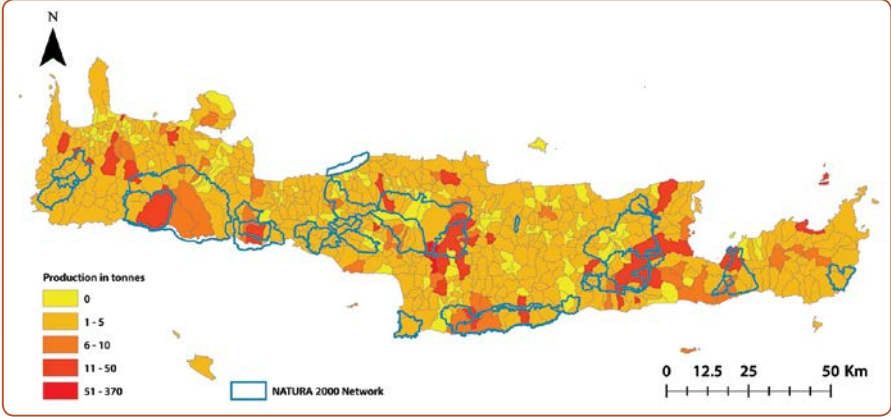 N
Production in tonnes
0
1 - 5
6 - 10
11 - 50
51 - 370
NATURA 2000 Network
0 12.5 25 50 Km